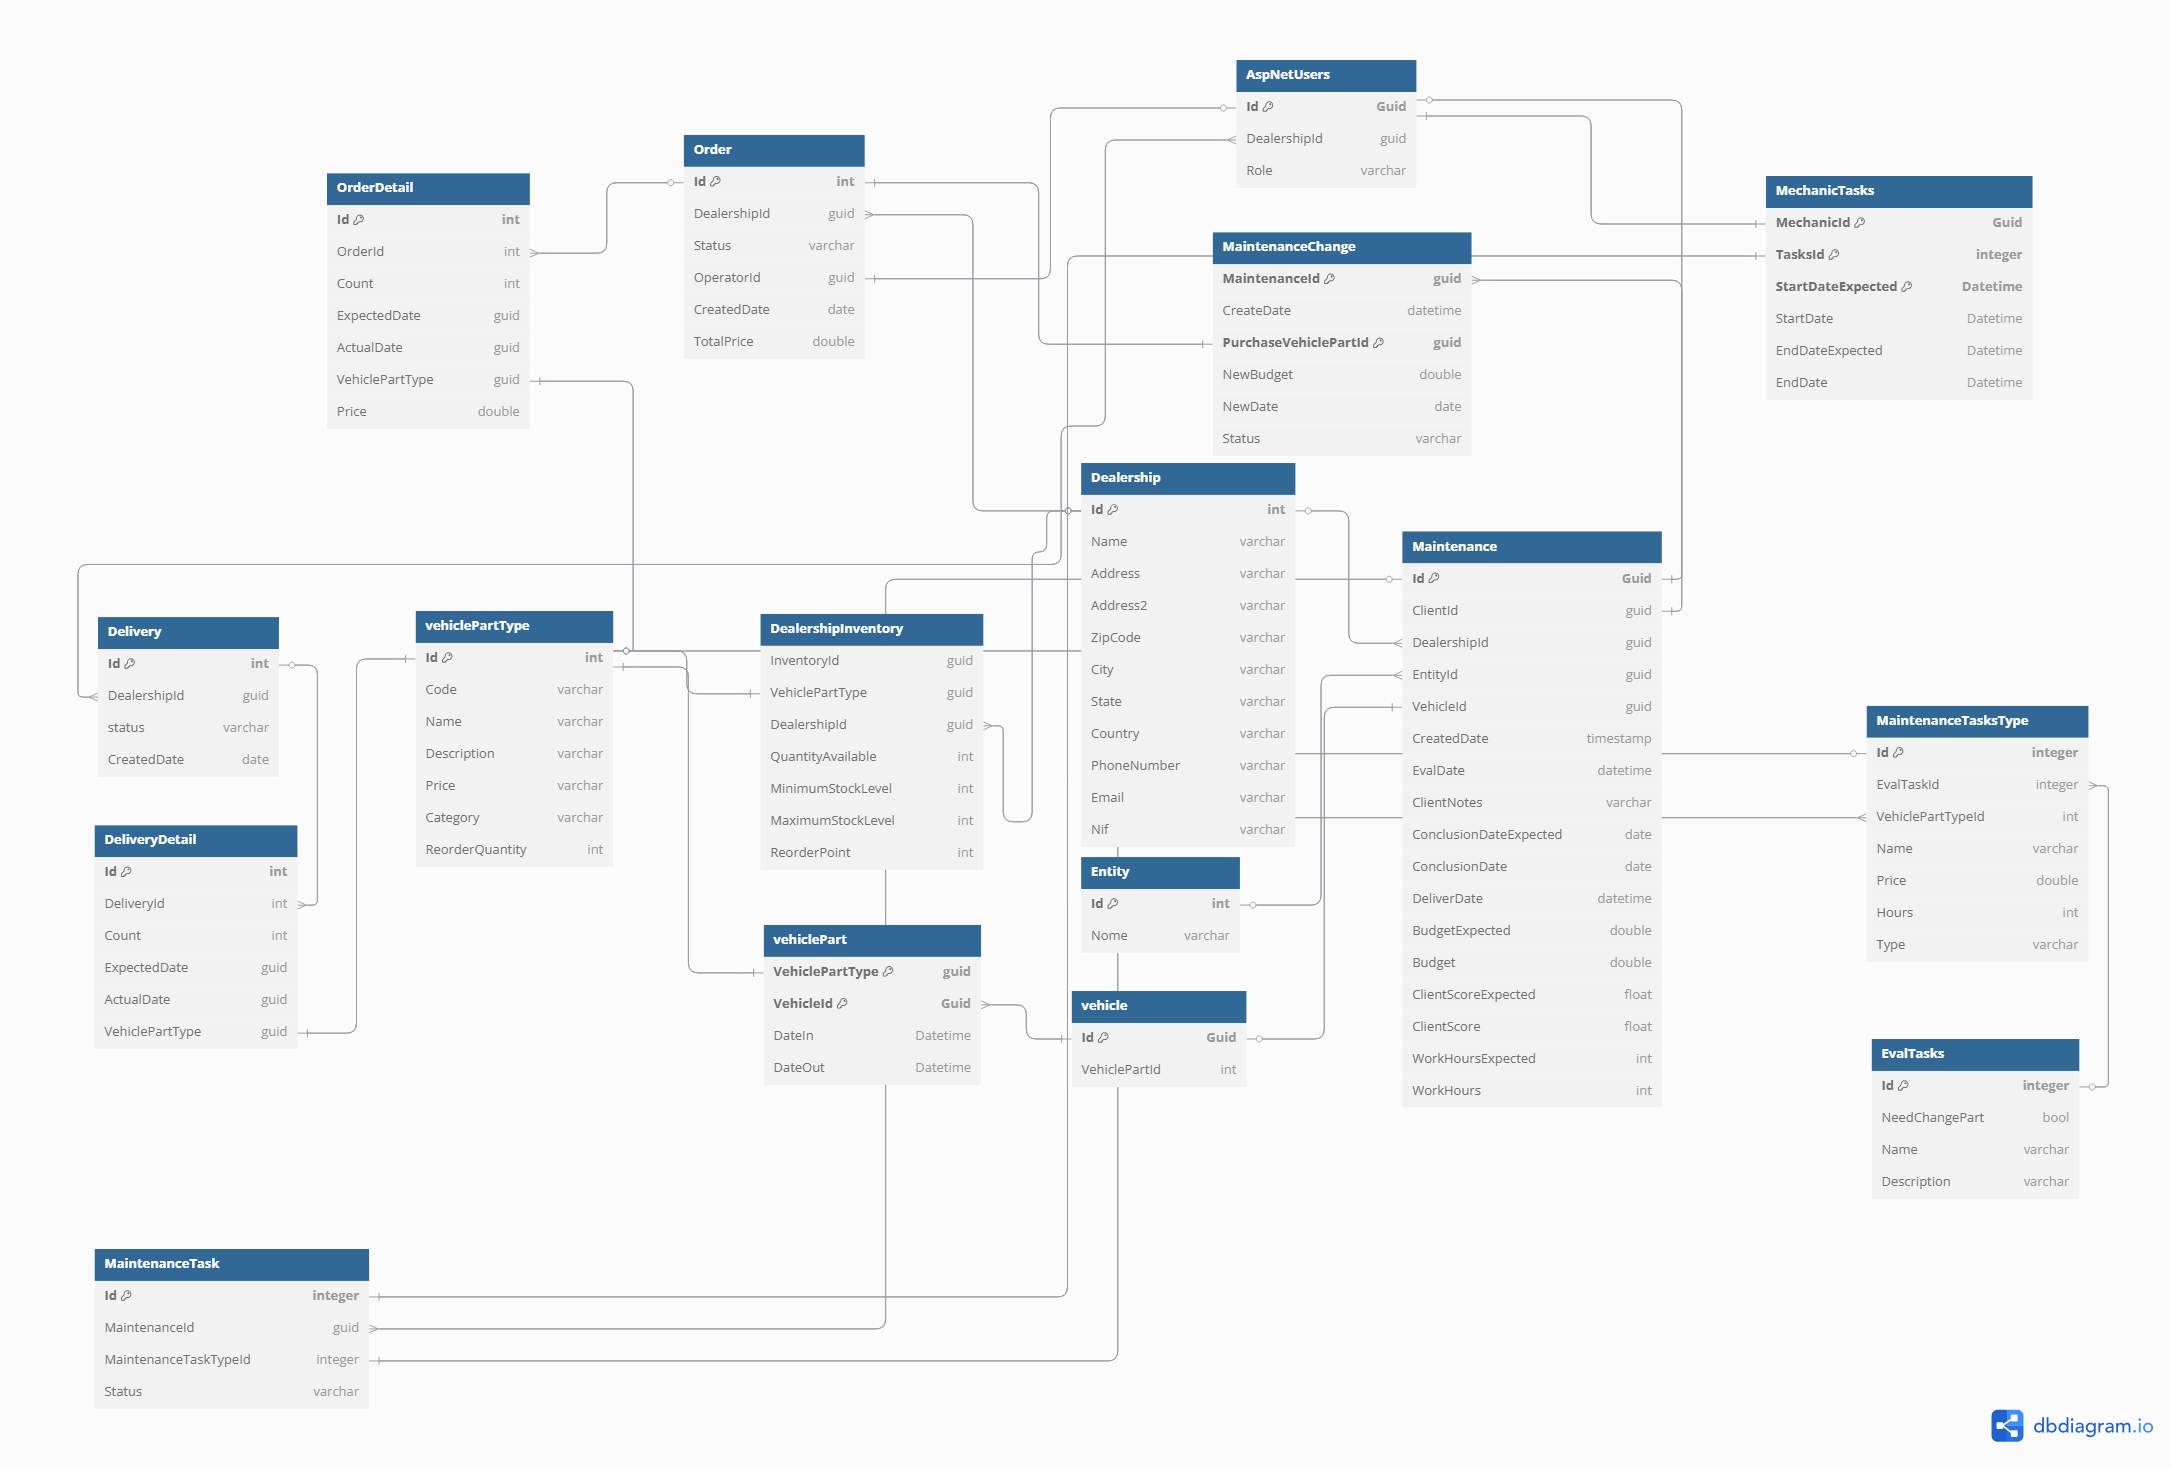 AspNetUsers
Id Guid
DealershipId guid
Role varchar
Order
Id int
DealershipId guid
Status varchar
OperatorId guid
CreatedDate date
TotalPrice double
OrderDetail
Id int
OrderId int
Count int
ExpectedDate guid
ActualDate guid
VehiclePartType guid
Price double
MechanicTasks
MechanicId Guid
TasksId integer
StartDateExpected Datetime
StartDate Datetime
EndDateExpected Datetime
EndDate Datetime
MaintenanceChange
MaintenanceId guid
CreateDate datetime
PurchaseVehiclePartId guid
NewBudget double
NewDate date
Status varchar
Dealership
Id int
Name varchar
Address varchar
Address2 varchar
ZipCode varchar
City varchar
State varchar
Country varchar
PhoneNumber varchar
Email varchar
Nif varchar
Maintenance
Id Guid
ClientId guid
DealershipId guid
EntityId guid
VehicleId guid
CreatedDate timestamp
EvalDate datetime
ClientNotes varchar
ConclusionDateExpected date
ConclusionDate date
DeliverDate datetime
BudgetExpected double
Budget double
ClientScoreExpected float
ClientScore float
WorkHoursExpected int
WorkHours int
Delivery
Id int
DealershipId guid
status varchar
CreatedDate date
vehiclePartType
Id int
Code varchar
Name varchar
Description varchar
Price varchar
Category varchar
ReorderQuantity int
DealershipInventory
InventoryId guid
VehiclePartType guid
DealershipId guid
QuantityAvailable int
MinimumStockLevel int
MaximumStockLevel int
ReorderPoint int
MaintenanceTasksType
Id integer
EvalTaskId integer
VehiclePartTypeId int
Name varchar
Price double
Hours int
Type varchar
DeliveryDetail
Id int
DeliveryId int
Count int
ExpectedDate guid
ActualDate guid
VehiclePartType guid
Entity
Id int
Nome varchar
vehiclePart
VehiclePartType guid
VehicleId Guid
DateIn Datetime
DateOut Datetime
vehicle
Id Guid
VehiclePartId int
EvalTasks
Id integer
NeedChangePart bool
Name varchar
Description varchar
MaintenanceTask
Id integer
MaintenanceId guid
MaintenanceTaskTypeId integer
Status varchar
dbdiagram.io